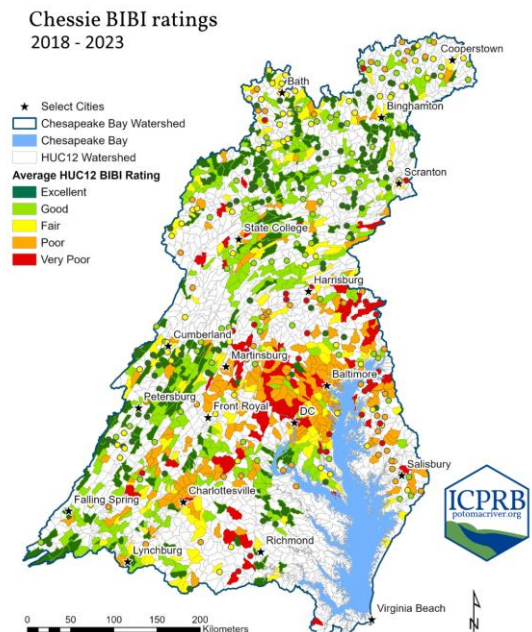 Chessie BIBI ratings
2018 - 2023
Cooperstown
Bath
Binghamton
Select Cities
Chesapeake Bay Watershed
Chesapeake Bay
HUC12 Watershed
Average HUC12 BIBI Rating
Excellent
Good
Fair
Poor
Very Poor
Scranton
State College
Harrisburg
Cumberland
Martinsburg
Baltimore
Petersburg
Front Royal
DC
Salisbury
Charlottesville
Falling Spring
Lynchburg
Richmond
ICPRB
potomacriver.org
Virginia Beach
0 50 100 200
Kilometers
N